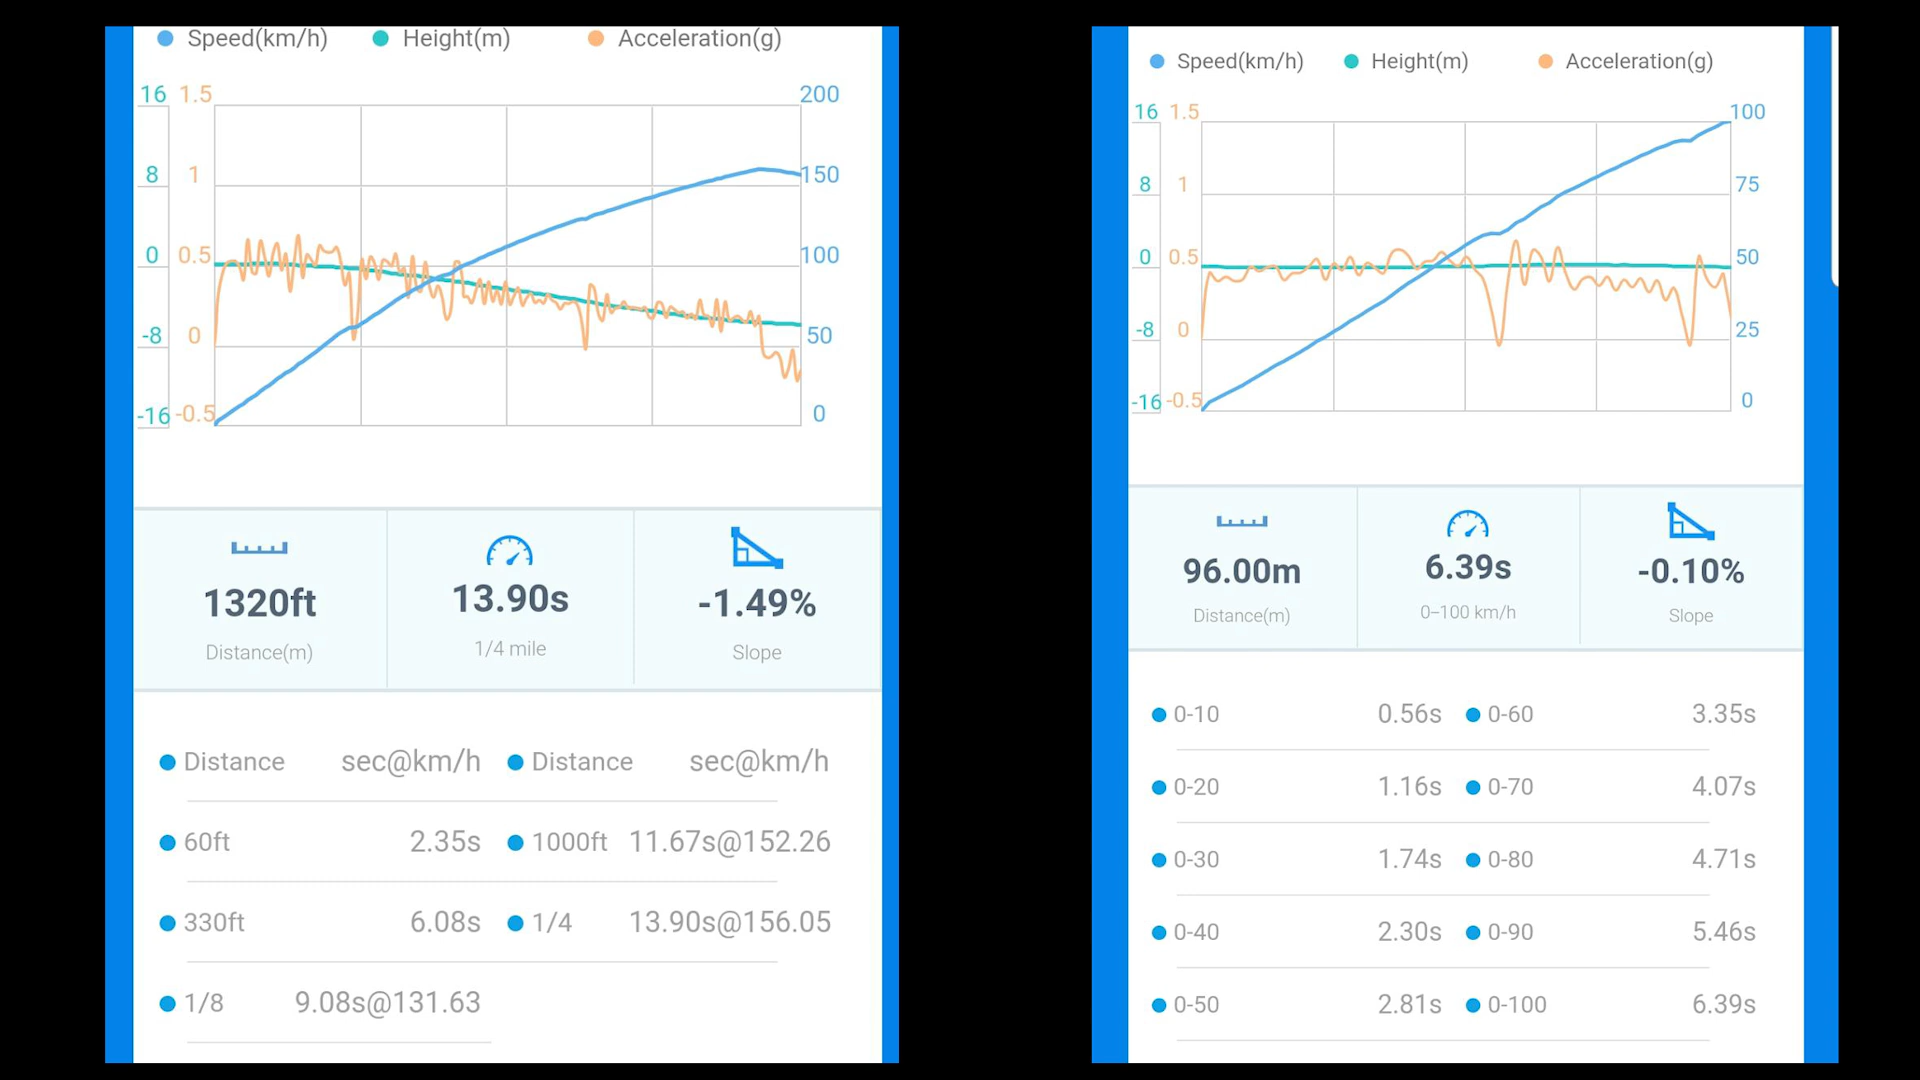 Speed(km/h) Height(m) Acceleration(g)
16 1.5 200
8 1 150
0 0.5 100
-8 0 50
-16 -0.5 0
1320ft 13.90s -1.49%
Distance(m) 1/4 mile Slope
Distance sec@km/h Distance sec@km/h
60ft 2.35s 1000ft 11.67s@152.26
330ft 6.08s 1/4 13.90s@156.05
1/8 9.08s@131.63
Speed(km/h) Height(m) Acceleration(g)
16 1.5 100
8 1 75
0 0.5 50
-8 0 25
-16 -0.5 0
96.00m 6.39s -0.10%
Distance(m) 0–100 km/h Slope
0-10 0.56s 0-60 3.35s
0-20 1.16s 0-70 4.07s
0-30 1.74s 0-80 4.71s
0-40 2.30s 0-90 5.46s
0-50 2.81s 0-100 6.39s